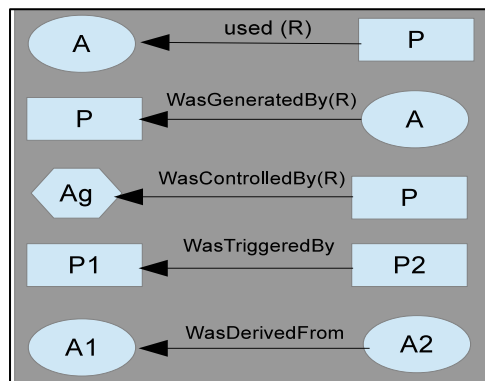 A used (R) P
P WasGeneratedBy(R) A
Ag WasControlledBy(R) P
P1 WasTriggeredBy P2
A1 WasDerivedFrom A2